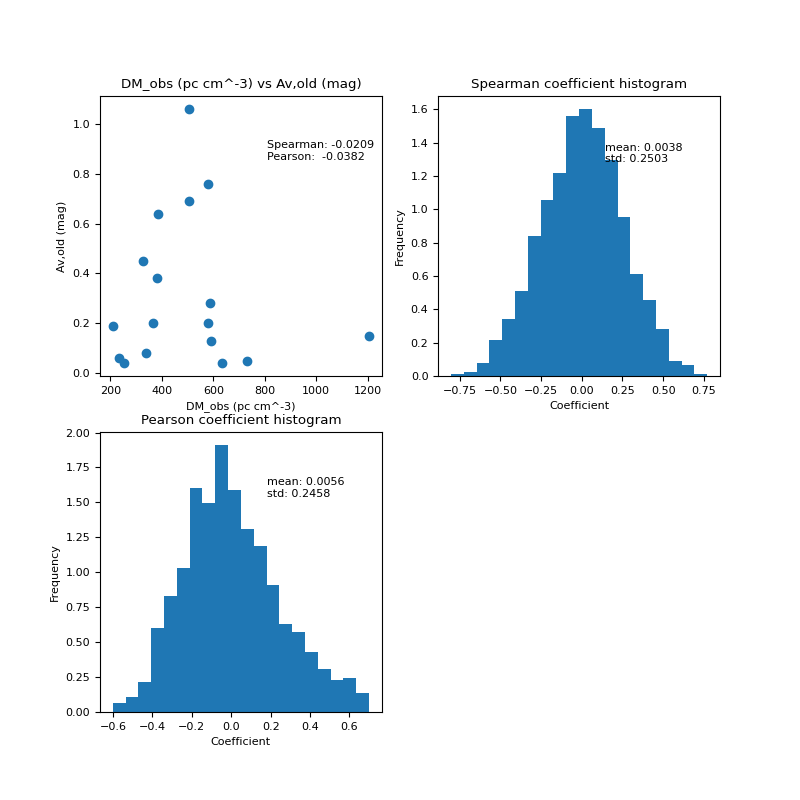 DM_obs (pc cm^-3) vs Av,old (mag)
Spearman: -0.0209
Pearson:  -0.0382
Av,old (mag)
1.0
0.8
0.6
0.4
0.2
0.0
200 400 600 800 1000 1200
DM_obs (pc cm^-3)
Spearman coefficient histogram
mean: 0.0038
std: 0.2503
Frequency
1.6
1.4
1.2
1.0
0.8
0.6
0.4
0.2
0.0
−0.75 −0.50 −0.25 0.00 0.25 0.50 0.75
Coefficient
Pearson coefficient histogram
mean: 0.0056
std: 0.2458
Frequency
2.00
1.75
1.50
1.25
1.00
0.75
0.50
0.25
0.00
−0.6 −0.4 −0.2 0.0 0.2 0.4 0.6
Coefficient